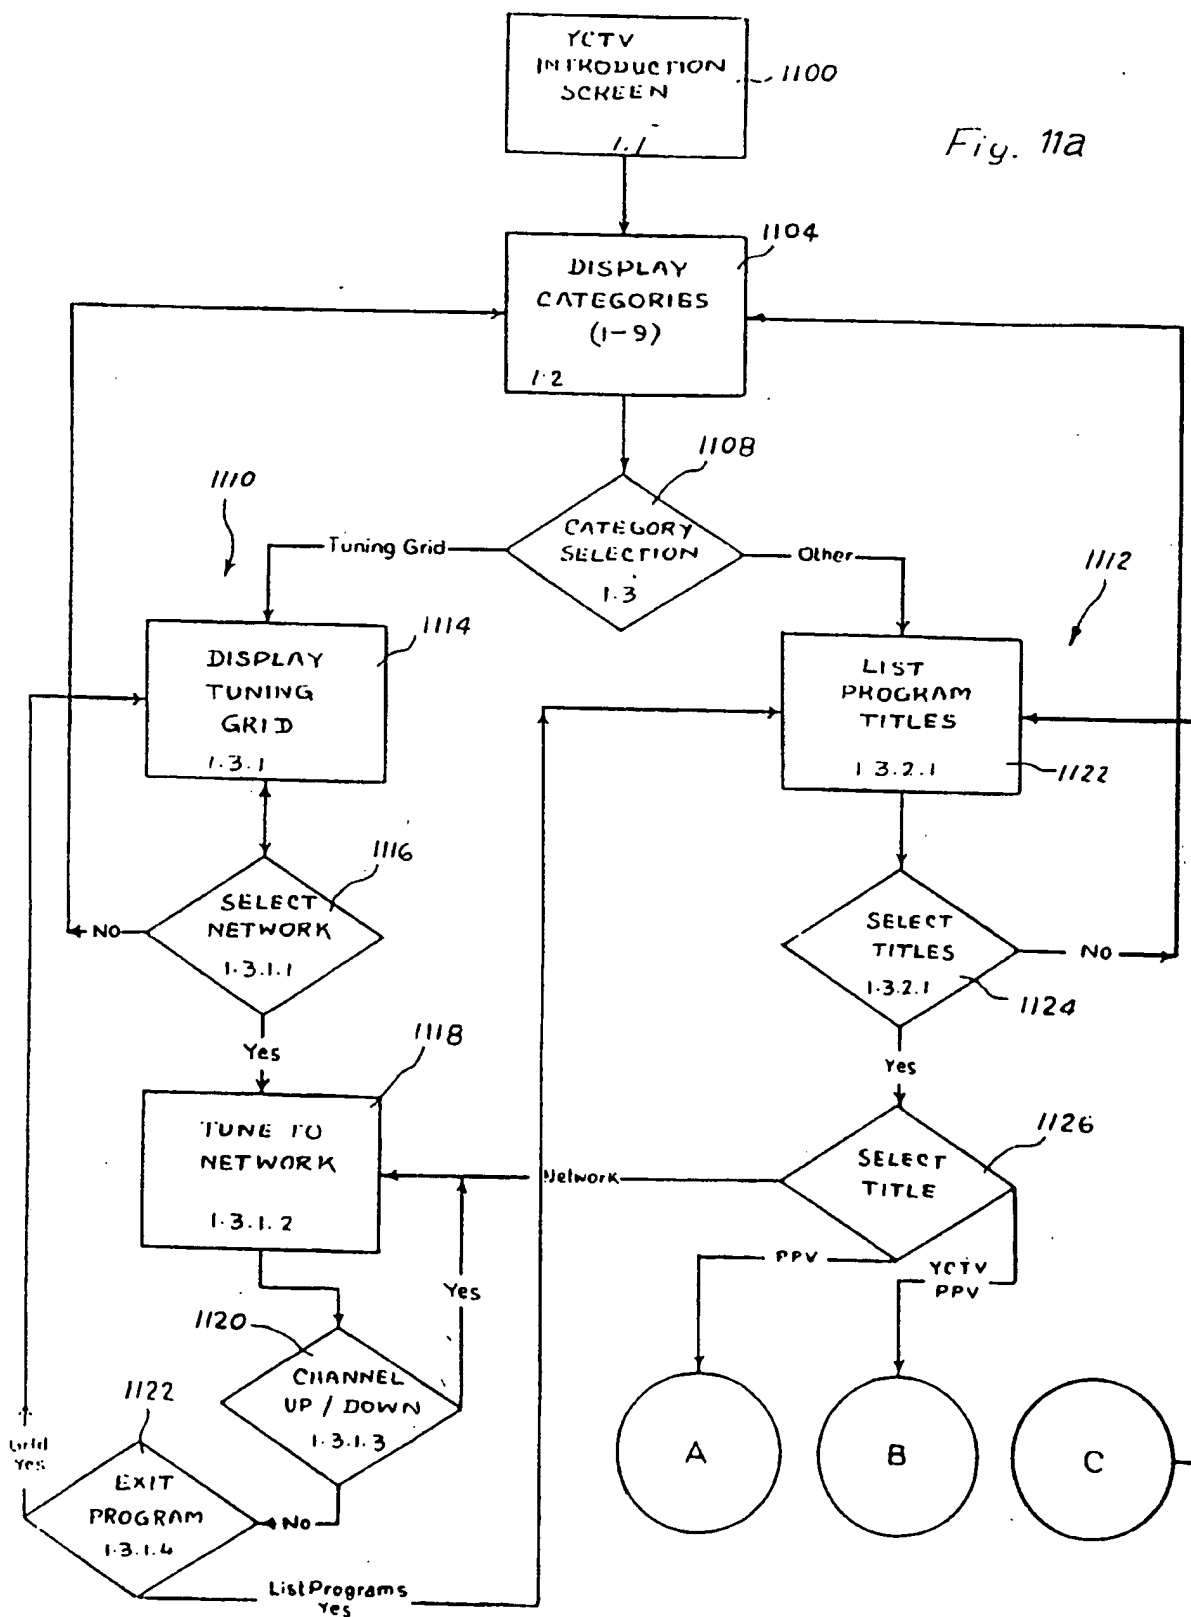 YCTV
INTRODUCTION
SCREEN
1.1
1100
Fig. 11a
1104
DISPLAY
CATEGORIES
(1-9)
1.2
1108
CATEGORY
SELECTION
1.3
1110
Tuning Grid
Other
1112
1114
DISPLAY
TUNING
GRID
1.3.1
LIST
PROGRAM
TITLES
1.3.2.1
1122
1116
SELECT
NETWORK
1.3.1.1
NO
SELECT
TITLES
1.3.2.1
NO
1124
Yes
Yes
1118
TUNE TO
NETWORK
1.3.1.2
1126
SELECT
TITLE
Network
PPV
YCTV
PPV
Yes
1120
CHANNEL
UP / DOWN
1.3.1.3
1122
Grid
Yes
EXIT
PROGRAM
1.3.1.4
No
List Programs
Yes
A
B
C